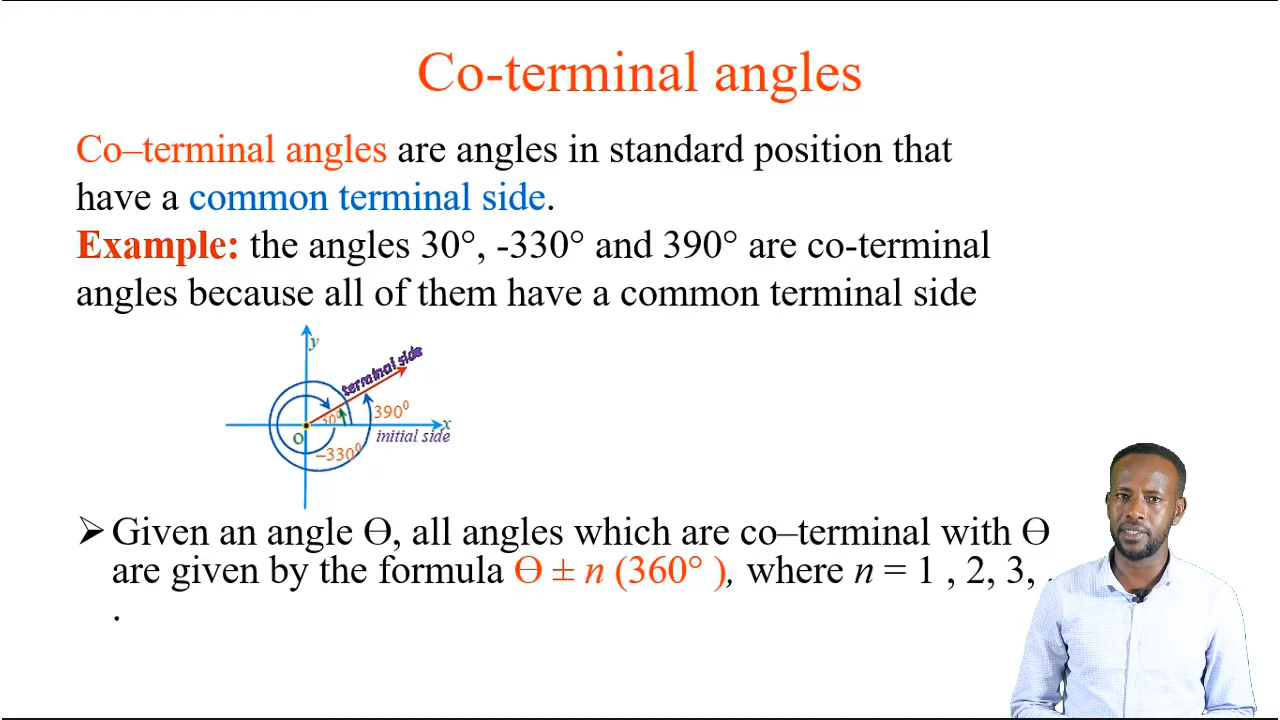 Co-terminal angles
Co–terminal angles are angles in standard position that
have a common terminal side.
Example: the angles 30°, -330° and 390° are co-terminal
angles because all of them have a common terminal side
y
terminal side
30°
390⁰
x
O
initial side
–330⁰
➢ Given an angle Ɵ, all angles which are co–terminal with Ɵ
are given by the formula Ɵ ± n (360° ), where n = 1 , 2, 3, .
.